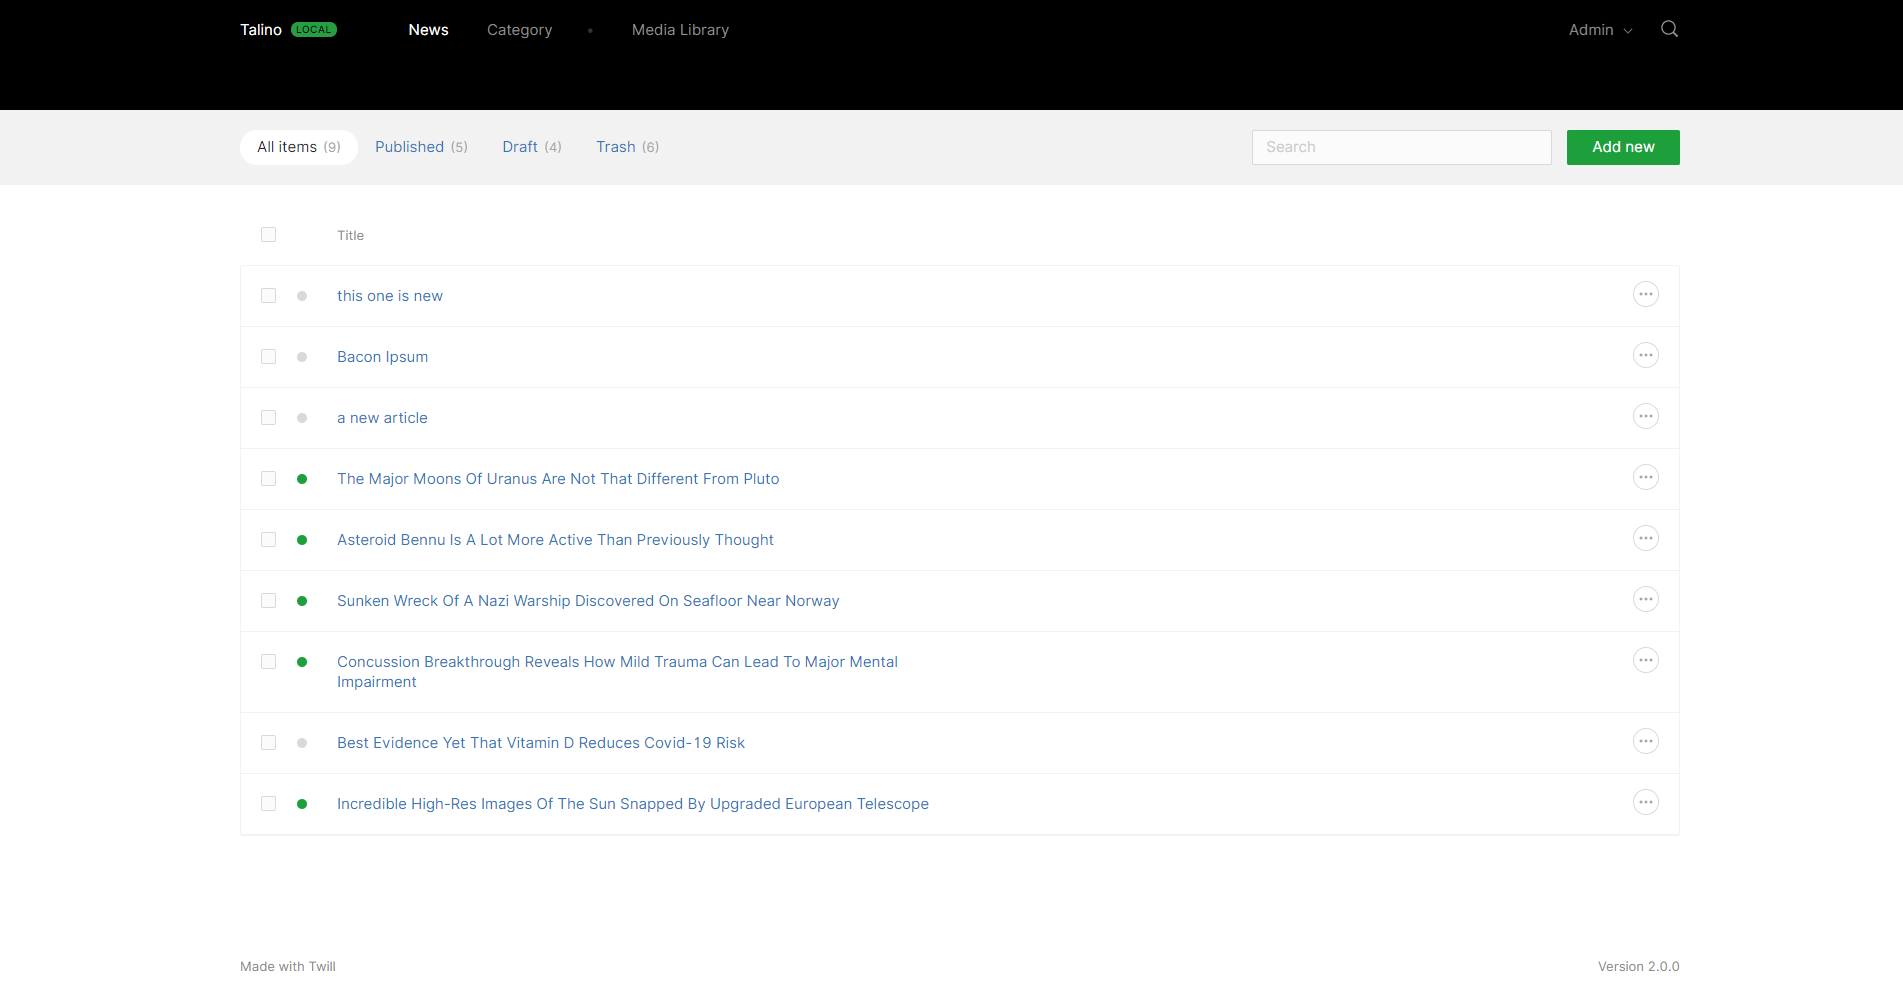 Talino LOCAL News Category • Media Library Admin
All items (9) Published (5) Draft (4) Trash (6) Search Add new
Title
this one is new
Bacon Ipsum
a new article
The Major Moons Of Uranus Are Not That Different From Pluto
Asteroid Bennu Is A Lot More Active Than Previously Thought
Sunken Wreck Of A Nazi Warship Discovered On Seafloor Near Norway
Concussion Breakthrough Reveals How Mild Trauma Can Lead To Major Mental
Impairment
Best Evidence Yet That Vitamin D Reduces Covid-19 Risk
Incredible High-Res Images Of The Sun Snapped By Upgraded European Telescope
Made with Twill Version 2.0.0